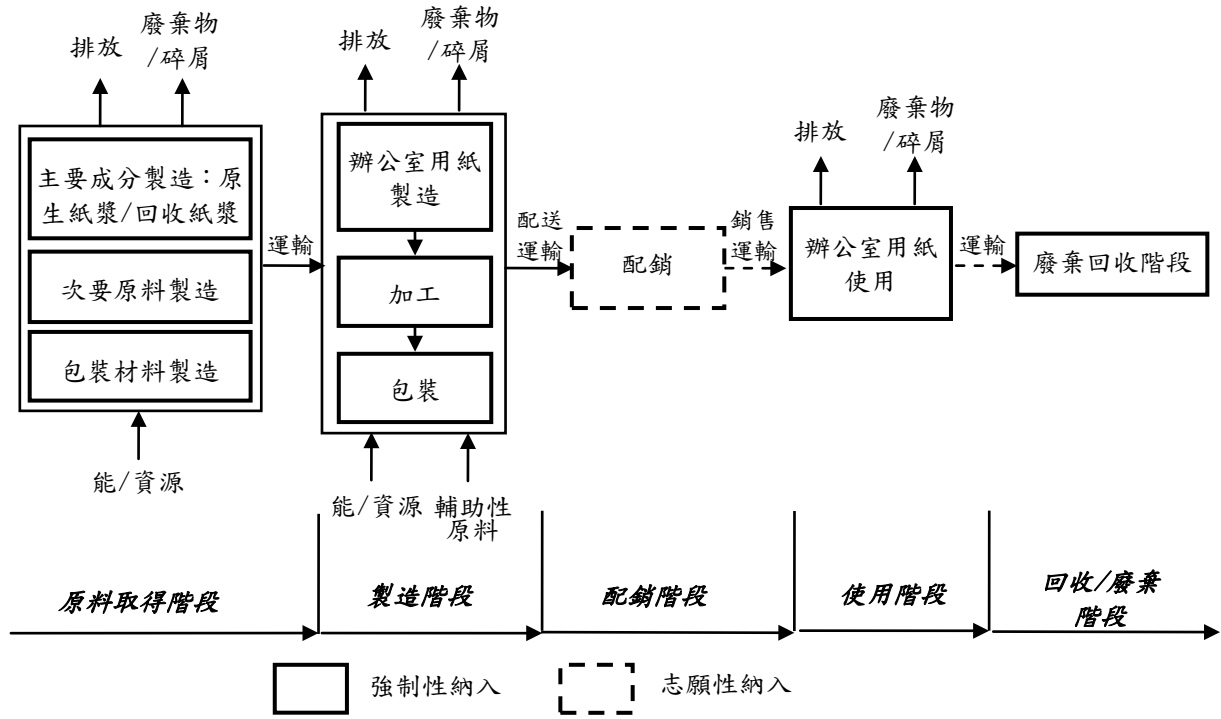 排放
廢棄物
/碎屑
主要成分製造：原
生紙漿/回收紙漿
次要原料製造
包裝材料製造
能/資源
運輸
排放
廢棄物
/碎屑
辦公室用紙
製造
加工
包裝
能/資源
輔助性
原料
配送
運輸
配銷
銷售
運輸
排放
廢棄物
/碎屑
辦公室用紙
使用
運輸
廢棄回收階段
原料取得階段
製造階段
配銷階段
使用階段
回收/廢棄
階段
強制性納入
志願性納入